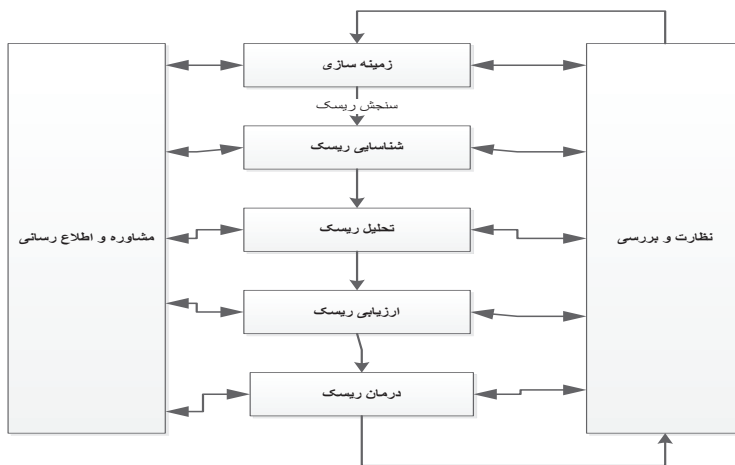 زمینه سازی
سنجش ریسک
شناسایی ریسک
مشاوره و اطلاع رسانی
تحلیل ریسک
نظارت و بررسی
ارزیابی ریسک
درمان ریسک